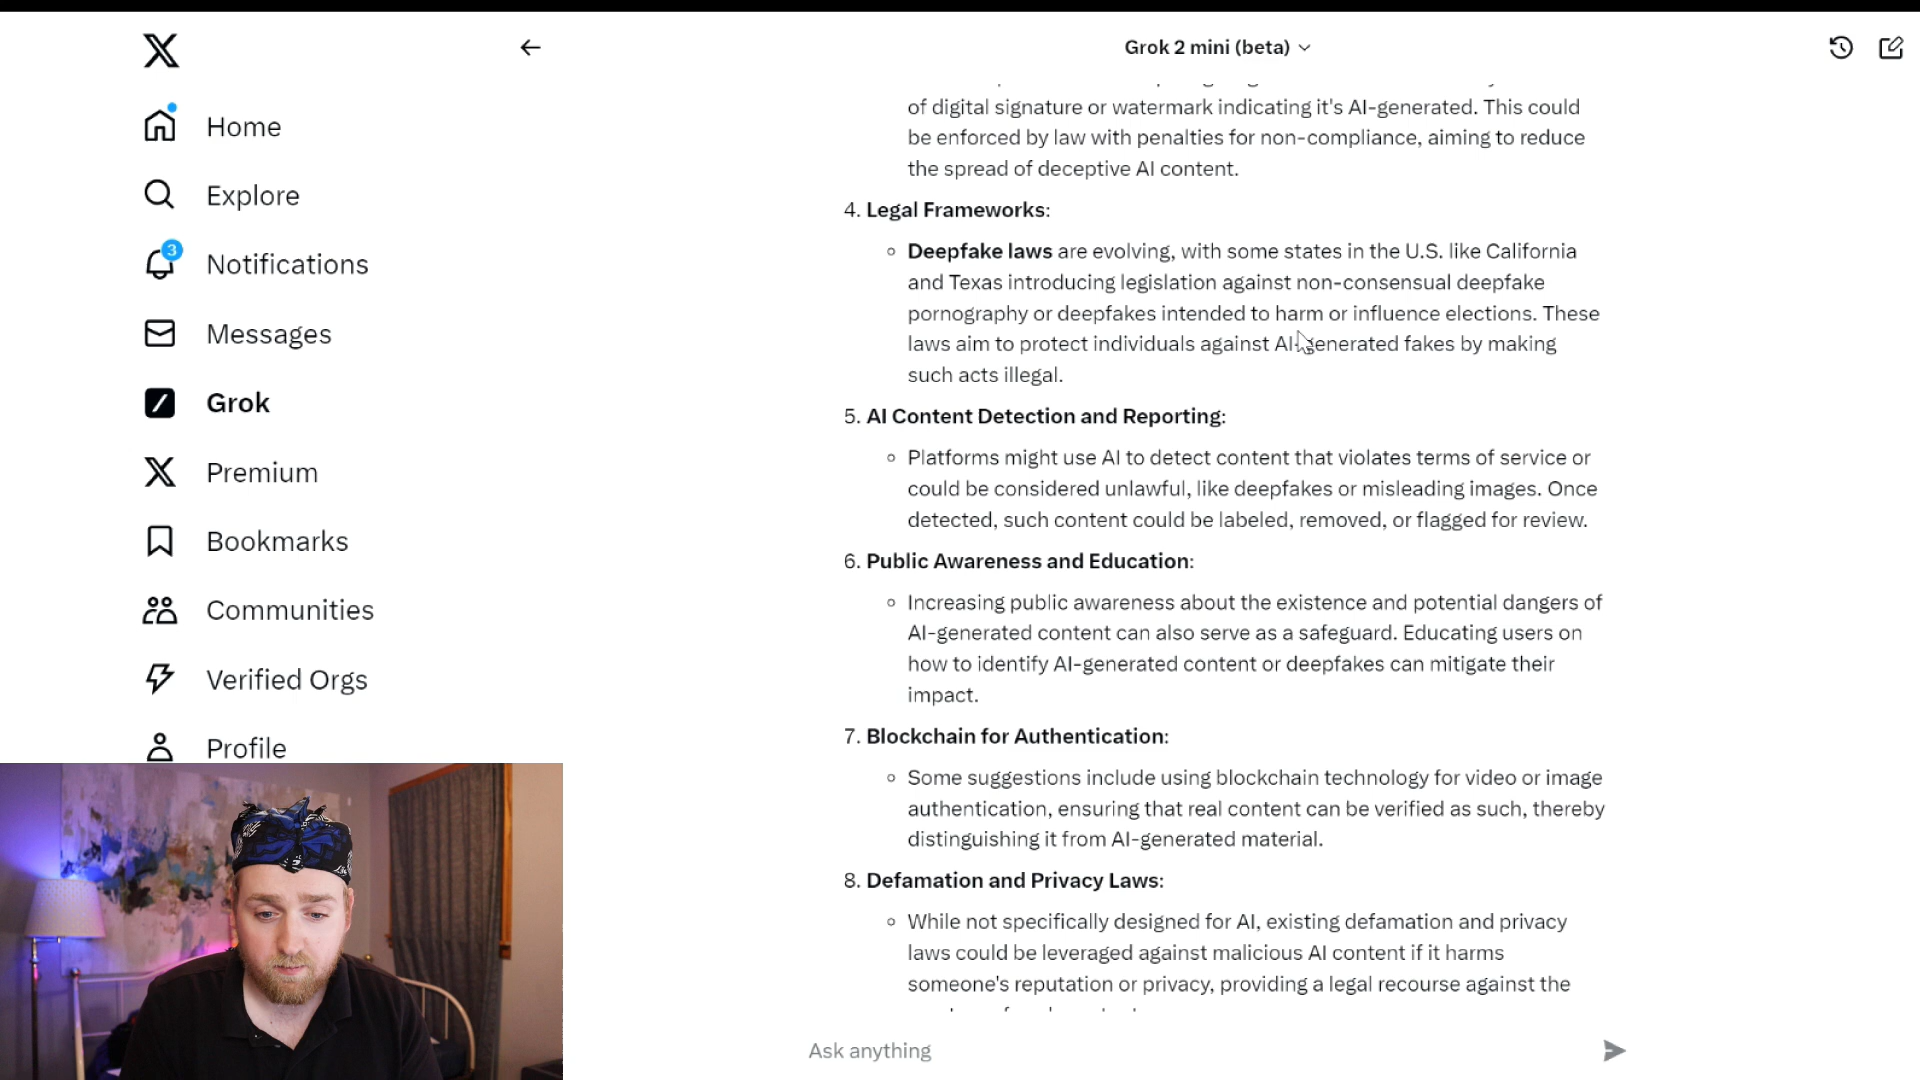 Grok 2 mini (beta)
Home
Explore
3
Notifications
Messages
Grok
Premium
Bookmarks
Communities
Verified Orgs
Profile
of digital signature or watermark indicating it's AI-generated. This could
be enforced by law with penalties for non-compliance, aiming to reduce
the spread of deceptive AI content.
4. Legal Frameworks:
Deepfake laws are evolving, with some states in the U.S. like California
and Texas introducing legislation against non-consensual deepfake
pornography or deepfakes intended to harm or influence elections. These
laws aim to protect individuals against AI-generated fakes by making
such acts illegal.
5. AI Content Detection and Reporting:
Platforms might use AI to detect content that violates terms of service or
could be considered unlawful, like deepfakes or misleading images. Once
detected, such content could be labeled, removed, or flagged for review.
6. Public Awareness and Education:
Increasing public awareness about the existence and potential dangers of
AI-generated content can also serve as a safeguard. Educating users on
how to identify AI-generated content or deepfakes can mitigate their
impact.
7. Blockchain for Authentication:
Some suggestions include using blockchain technology for video or image
authentication, ensuring that real content can be verified as such, thereby
distinguishing it from AI-generated material.
8. Defamation and Privacy Laws:
While not specifically designed for AI, existing defamation and privacy
laws could be leveraged against malicious AI content if it harms
someone's reputation or privacy, providing a legal recourse against the
Ask anything